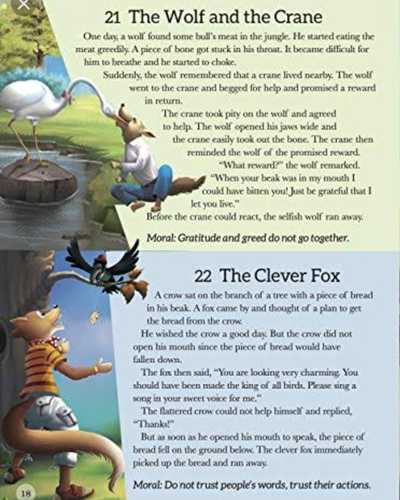 21 The Wolf and the Crane
One day, a wolf found some bull's meat in the jungle. He started eating the
meat greedily. A piece of bone got stuck in his throat. It became difficult for
him to breathe and he started to choke.
Suddenly, the wolf remembered that a crane lived nearby. The wolf
went to the crane and begged for help and promised a reward
in return.
The crane took pity on the wolf and agreed
to help. The wolf opened his jaws wide and
the crane easily took out the bone. The crane then
reminded the wolf of the promised reward.
"What reward?" the wolf remarked.
"When your beak was in my mouth I
could have bitten you! Just be grateful that I
let you live."
Before the crane could react, the selfish wolf ran away.
Moral: Gratitude and greed do not go together.
22 The Clever Fox
A crow sat on the branch of a tree with a piece of bread
in his beak. A fox came by and thought of a plan to get
the bread from the crow.
He wished the crow a good day. But the crow did not
open his mouth since the piece of bread would have
fallen down.
The fox then said, "You are looking very charming. You
should have been made the king of all birds. Please sing a
song in your sweet voice for me."
The flattered crow could not help himself and replied,
"Thanks!"
But as soon as he opened his mouth to speak, the piece of
bread fell on the ground below. The clever fox immediately
picked up the bread and ran away.
Moral: Do not trust people's words, trust their actions.
18